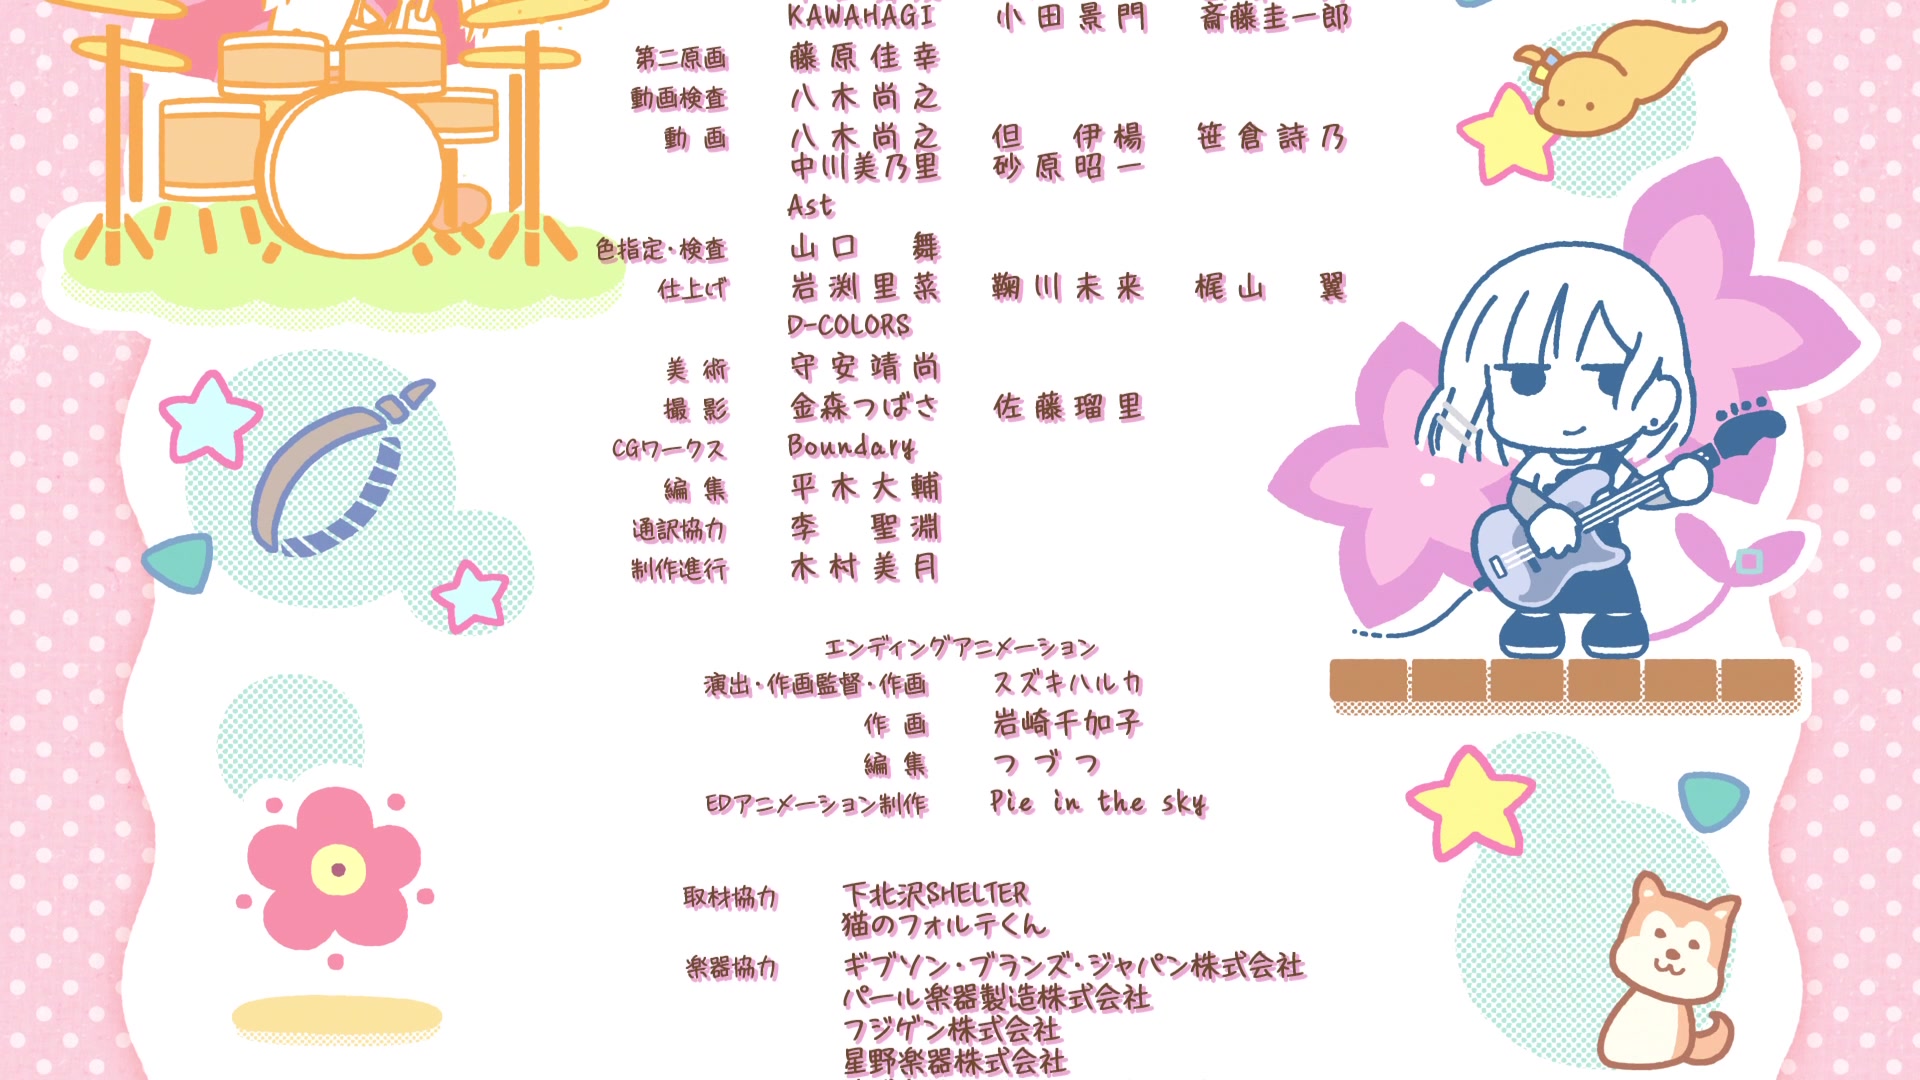 KAWAHAGI 小田景門 斎藤圭一郎
第二原画 藤原佳幸
動画検査 八木尚之
動画 八木尚之 但 伊楊 笹倉詩乃
中川美乃里 砂原昭一
Ast
色指定・検査 山口 舞
仕上げ 岩渕里菜 鞠川未来 梶山 翼
D-COLORS
美術 守安靖尚
撮影 金森つばさ 佐藤瑠里
CGワークス Boundary
編集 平木大輔
通訳協力 李 聖淵
制作進行 木村美月
エンディングアニメーション
演出・作画監督・作画 スズキハルカ
作画 岩崎千加子
編集 つづつ
EDアニメーション制作 Pie in the sky
取材協力 下北沢SHELTER
猫のフォルテくん
楽器協力 ギブソン・ブランズ・ジャパン株式会社
パール楽器製造株式会社
フジゲン株式会社
星野楽器株式会社